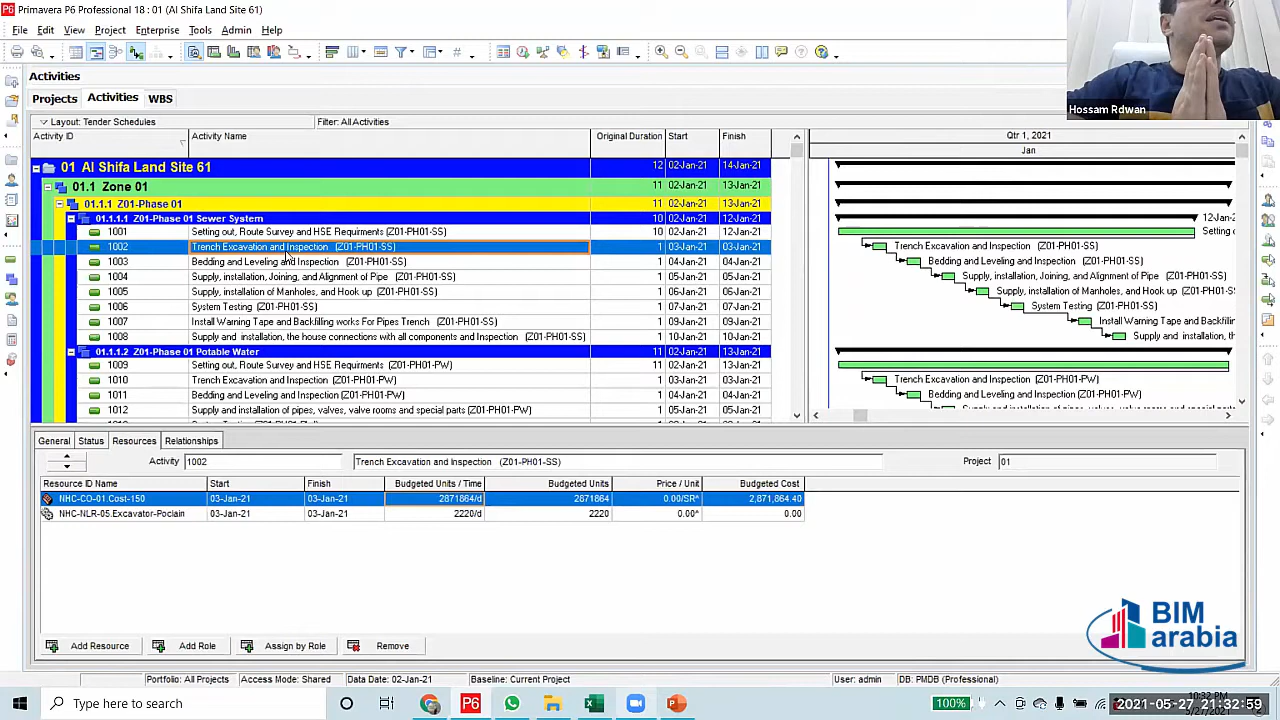 Primavera P6 Professional 18 : 01 (Al Shifa Land Site 61)
File Edit View Project Enterprise Tools Admin Help
Activities
Projects Activities WBS
Layout: Tender Schedules Filter: All Activities
Activity ID Activity Name Original Duration Start Finish Qtr 1, 2021
Jan
01 Al Shifa Land Site 61 12 02-Jan-21 14-Jan-21
01.1 Zone 01 11 02-Jan-21 13-Jan-21
01.1.1 Z01-Phase 01 11 02-Jan-21 13-Jan-21
01.1.1.1 Z01-Phase 01 Sewer System 10 02-Jan-21 12-Jan-21 12-Jan-
1001 Setting out, Route Survey and HSE Requirments (Z01-PH01-SS) 10 02-Jan-21 12-Jan-21 Setting o
1002 Trench Excavation and Inspection (Z01-PH01-SS) 1 03-Jan-21 03-Jan-21 Trench Excavation and Inspection (Z01-PH01-SS)
1003 Bedding and Leveling and Inspection (Z01-PH01-SS) 1 04-Jan-21 04-Jan-21 Bedding and Leveling and Inspection (Z01-PH01-SS)
1004 Supply, installation, Joining, and Alignment of Pipe (Z01-PH01-SS) 1 05-Jan-21 05-Jan-21 Supply, installation, Joining, and Alignment of Pipe (Z01-PH01-SS)
1005 Supply, installation of Manholes, and Hook up (Z01-PH01-SS) 1 06-Jan-21 06-Jan-21 Supply, installation of Manholes, and Hook up (Z01-PH01-S
1006 System Testing (Z01-PH01-SS) 1 07-Jan-21 07-Jan-21 System Testing (Z01-PH01-SS)
1007 Install Warning Tape and Backfilling works For Pipes Trench (Z01-PH01-SS) 1 09-Jan-21 09-Jan-21 Install Warning Tape and Backfillin
1008 Supply and installation, the house connections with all components and Inspection (Z01-PH01-SS) 1 10-Jan-21 10-Jan-21 Supply and installation, th
01.1.1.2 Z01-Phase 01 Potable Water 11 02-Jan-21 13-Jan-21
1009 Setting out, Route Survey and HSE Requirments (Z01-PH01-PW) 11 02-Jan-21 13-Jan-21
1010 Trench Excavation and Inspection (Z01-PH01-PW) 1 03-Jan-21 03-Jan-21 Trench Excavation and Inspection (Z01-PH01-PW)
1011 Bedding and Leveling and Inspection (Z01-PH01-PW) 1 04-Jan-21 04-Jan-21 Bedding and Leveling and Inspection (Z01-PH01-PW)
1012 Supply and installation of pipes, valves, valve rooms and special parts (Z01-PH01-PW) 1 05-Jan-21 05-Jan-21
General Status Resources Relationships
Activity 1002 Trench Excavation and Inspection (Z01-PH01-SS) Project 01
Resource ID Name Start Finish Budgeted Units / Time Budgeted Units Price / Unit Budgeted Cost
NHC-CO-01.Cost-150 03-Jan-21 03-Jan-21 2871864/d 2871864 0.00/SR^ 2,871,864.40
NHC-NLR-05.Excavator-Poclain 03-Jan-21 03-Jan-21 2220/d 2220 0.00^ 0.00
Add Resource Add Role Assign by Role Remove
Portfolio: All Projects Access Mode: Shared Data Date: 02-Jan-21 Baseline: Current Project User: admin DB: PMDB (Professional)
Type here to search 100% 10:32 PM
2021-05-27 21:32:59
Hossam Rdwan
BIM
arabia